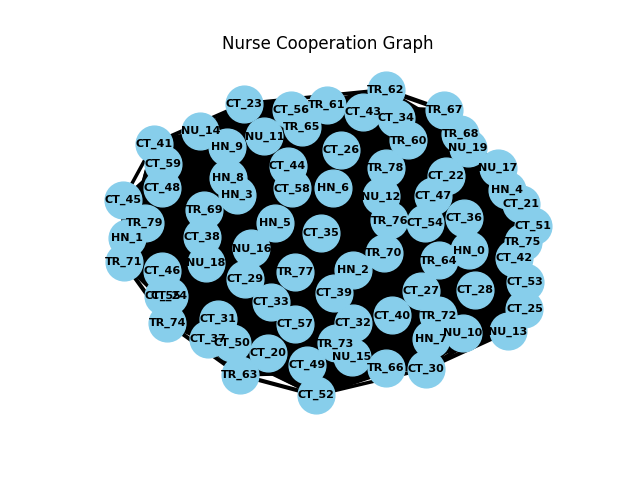 Nurse Cooperation Graph
TR_62
CT_23
CT_56
TR_61
CT_43
CT_34
TR_67
NU_14
TR_65
NU_11
TR_68
CT_41
HN_9
CT_26
TR_60
NU_19
CT_59
CT_44
TR_78
NU_17
CT_48
HN_8
CT_58
HN_6
CT_22
HN_4
CT_45
HN_3
NU_12
CT_47
CT_21
TR_69
TR_79
HN_5
TR_76
CT_54
CT_36
CT_51
HN_1
CT_38
CT_35
TR_75
NU_16
TR_70
HN_0
CT_42
TR_71
NU_18
TR_64
CT_46
TR_77
HN_2
CT_29
CT_53
CT_39
CT_27
CT_28
CT_33
CT_25
TR_74
CT_31
CT_57
CT_32
CT_40
TR_72
CT_37
CT_50
TR_73
HN_7
NU_10
NU_13
CT_20
CT_49
NU_15
TR_63
TR_66
CT_30
CT_52